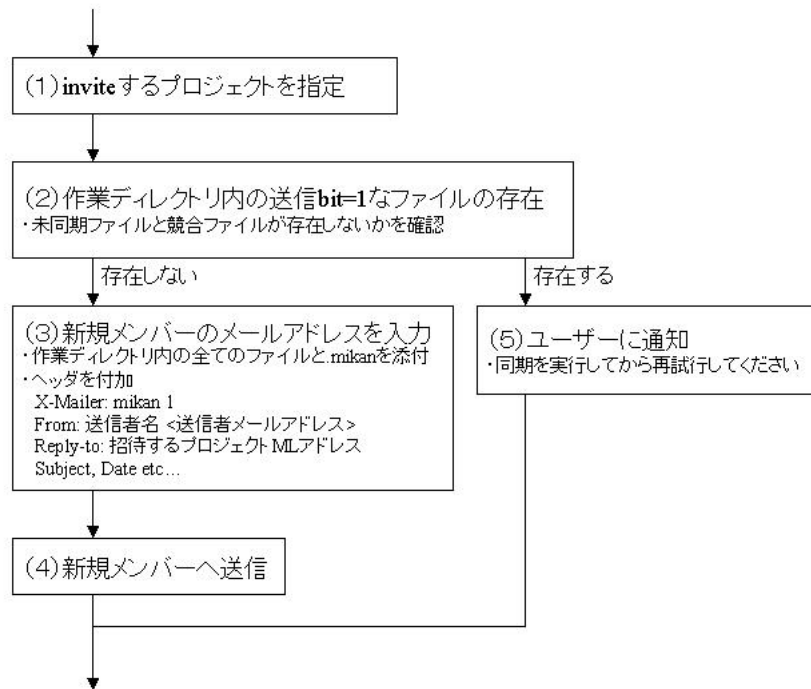 (1)inviteするプロジェクトを指定
(2)作業ディレクトリ内の送信bit=1なファイルの存在
・未同期ファイルと競合ファイルが存在しないかを確認
存在しない
存在する
(3)新規メンバーのメールアドレスを入力
・作業ディレクトリ内の全てのファイルと.mikanを添付
・ヘッダを付加
X-Mailer: mikan 1
From: 送信者名 <送信者メールアドレス>
Reply-to: 招待するプロジェクトMLアドレス
Subject, Date etc…
(5)ユーザーに通知
・同期を実行してから再試行してください
(4)新規メンバーへ送信